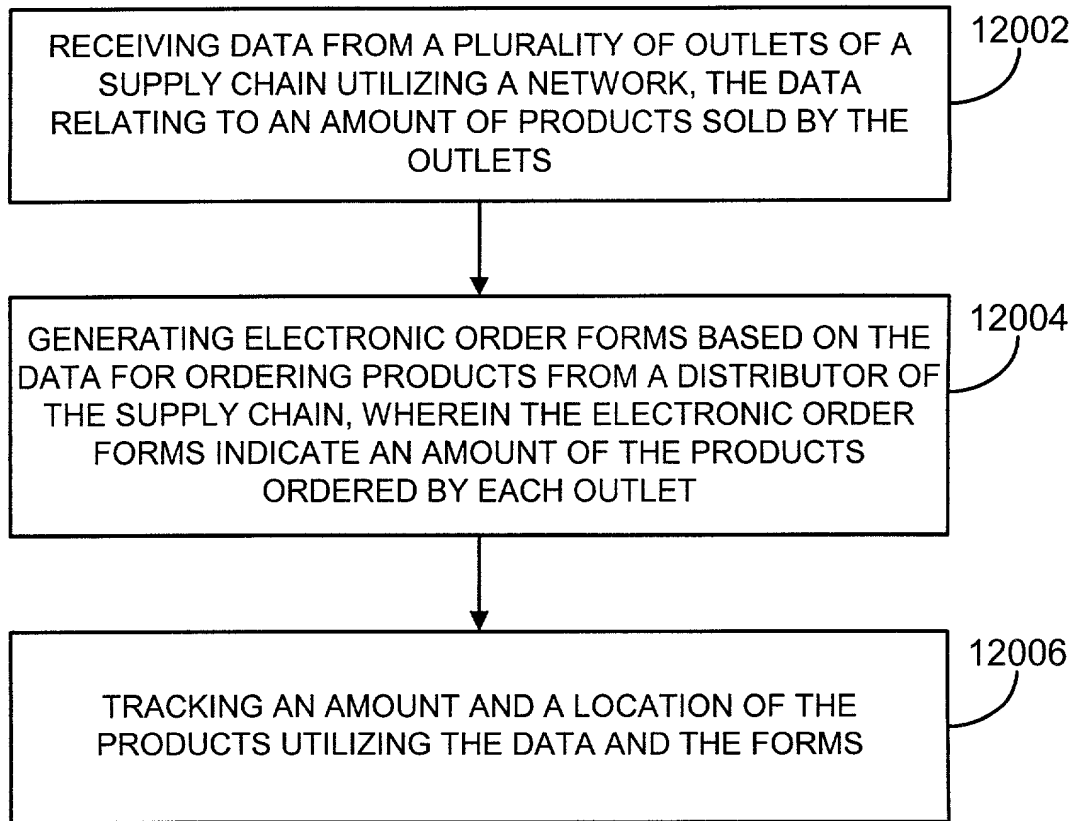 12002
RECEIVING DATA FROM A PLURALITY OF OUTLETS OF A
SUPPLY CHAIN UTILIZING A NETWORK, THE DATA
RELATING TO AN AMOUNT OF PRODUCTS SOLD BY THE
OUTLETS
12004
GENERATING ELECTRONIC ORDER FORMS BASED ON THE
DATA FOR ORDERING PRODUCTS FROM A DISTRIBUTOR OF
THE SUPPLY CHAIN, WHEREIN THE ELECTRONIC ORDER
FORMS INDICATE AN AMOUNT OF THE PRODUCTS
ORDERED BY EACH OUTLET
12006
TRACKING AN AMOUNT AND A LOCATION OF THE
PRODUCTS UTILIZING THE DATA AND THE FORMS